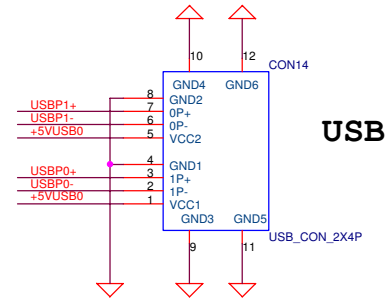 10 12
CON14
GND4 GND6
8 GND2
USBP1+ 7 0P+
USBP1- 6 0P-
+5VUSB0 5 VCC2
USB
4 GND1
USBP0+ 3 1P+
USBP0- 2 1P-
+5VUSB0 1 VCC1
GND3 GND5
USB_CON_2X4P
9 11